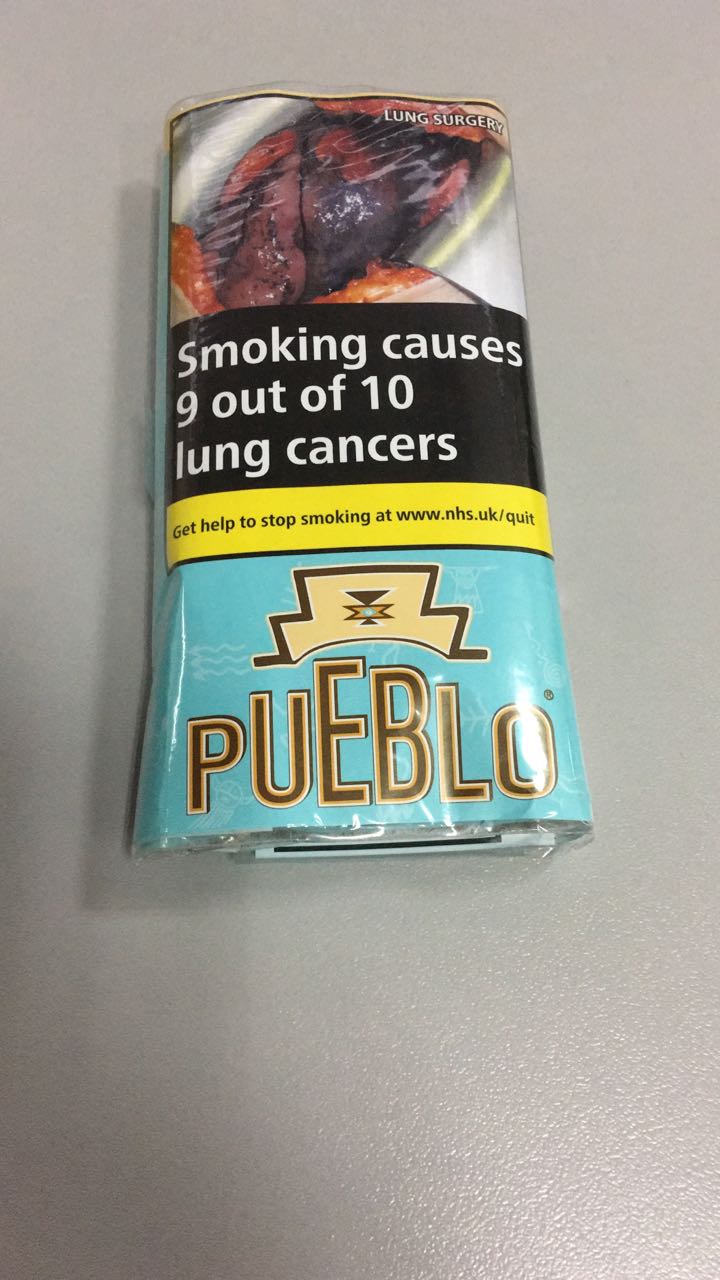 LUNG SURGERY
Smoking causes
9 out of 10
lung cancers
Get help to stop smoking at www.nhs.uk/quit
PUEBLO®